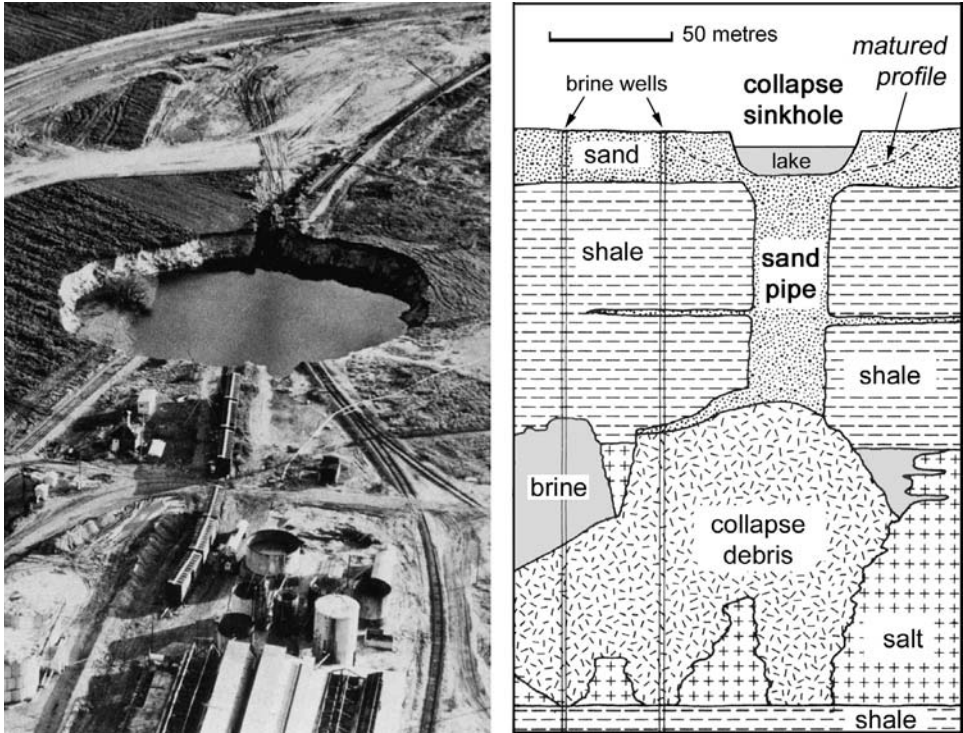 50 metres
matured
profile
brine wells
collapse
sinkhole
sand
lake
shale
sand
pipe
shale
brine
collapse
debris
salt
shale